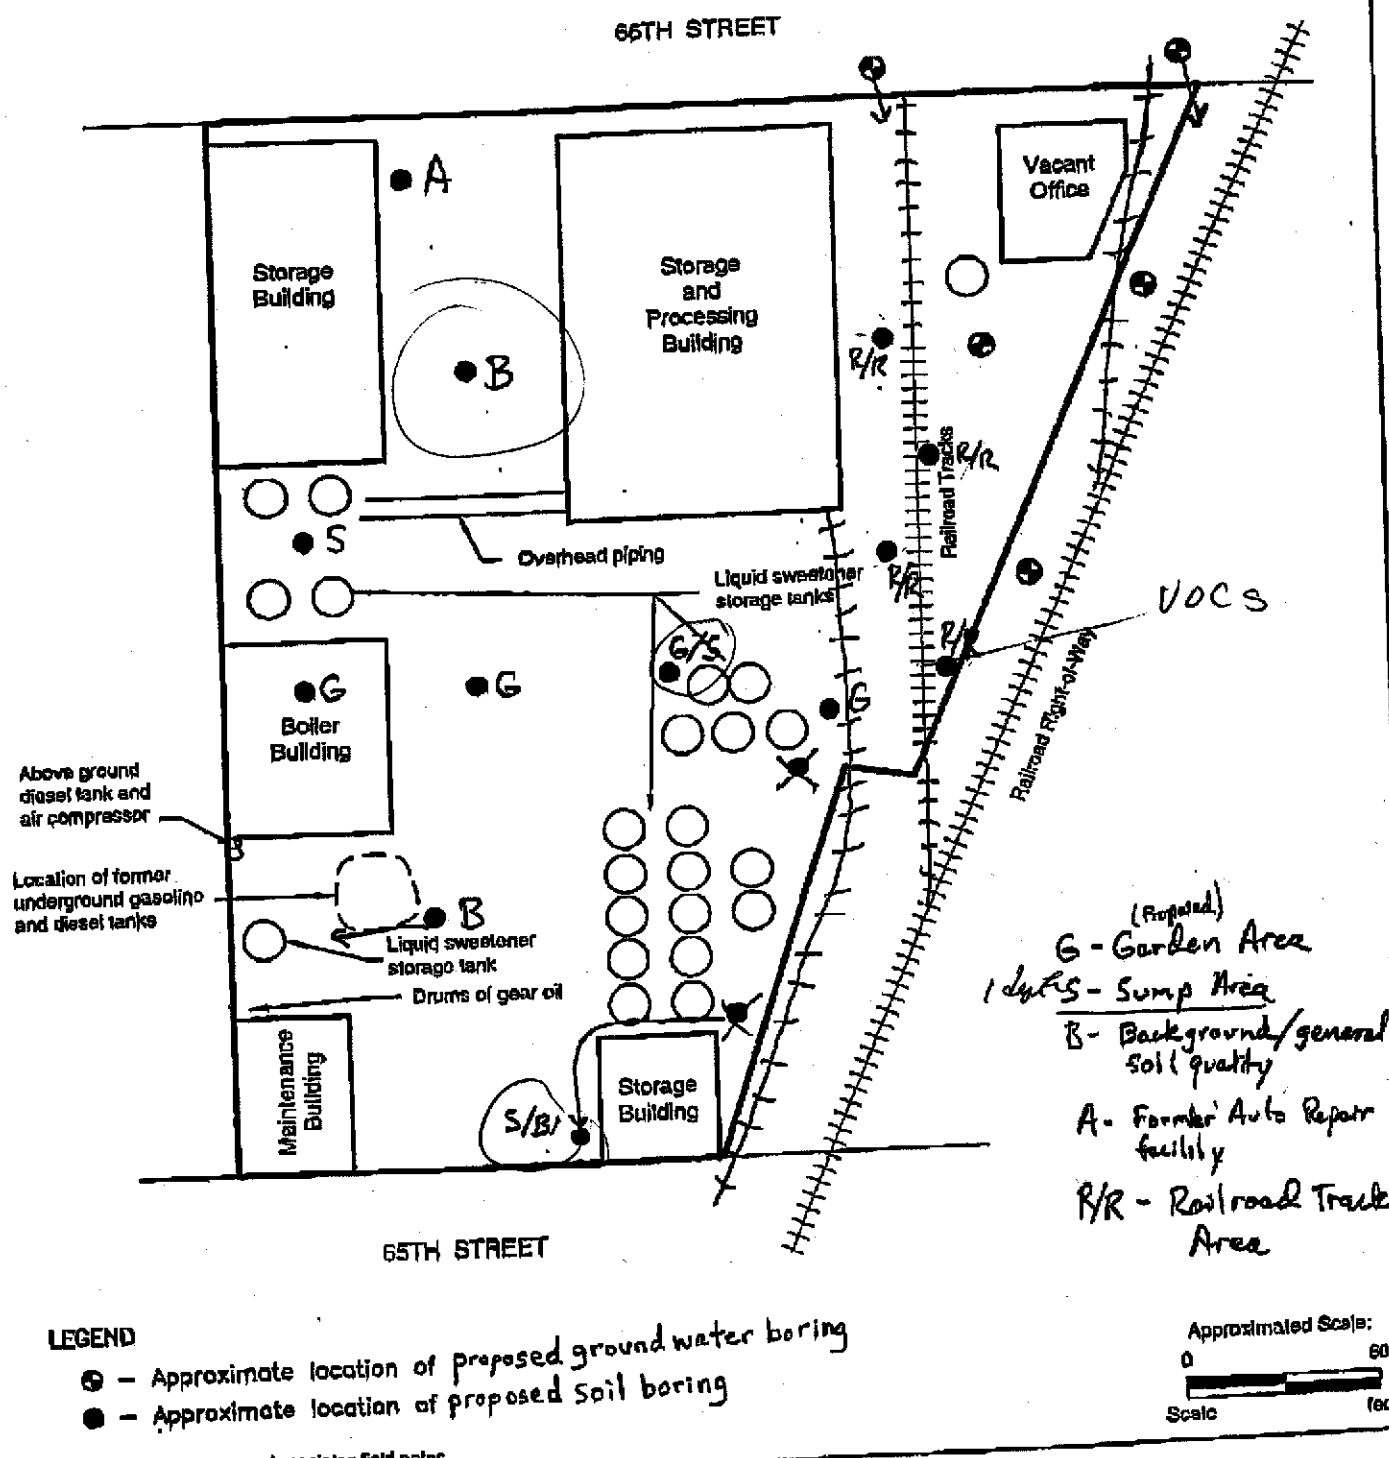 66TH STREET
A
Vacant
Office
Storage
Building
Storage
and
Processing
Building
B
R/R
R/R
Railroad Tracks
S
Overhead piping
R/R
Liquid sweetener
storage tanks
VOCS
G/S
R/
G
G
G
Boiler
Building
Railroad Right-of-Way
Above ground
diesel tank and
air compressor
B
Location of former
underground gasoline
and diesel tanks
B
Liquid sweetener
storage tank
Drums of gear oil
(Proposed)
G - Garden Area
S - Sump Area
B - Background/general
soil quality
A - Former Auto Repair
facility
R/R - Railroad Track
Area
Maintenance
Building
Storage
Building
S/B
65TH STREET
LEGEND
– Approximate location of proposed ground water boring
– Approximate location of proposed soil boring
Approximated Scale:
0 60
Scale